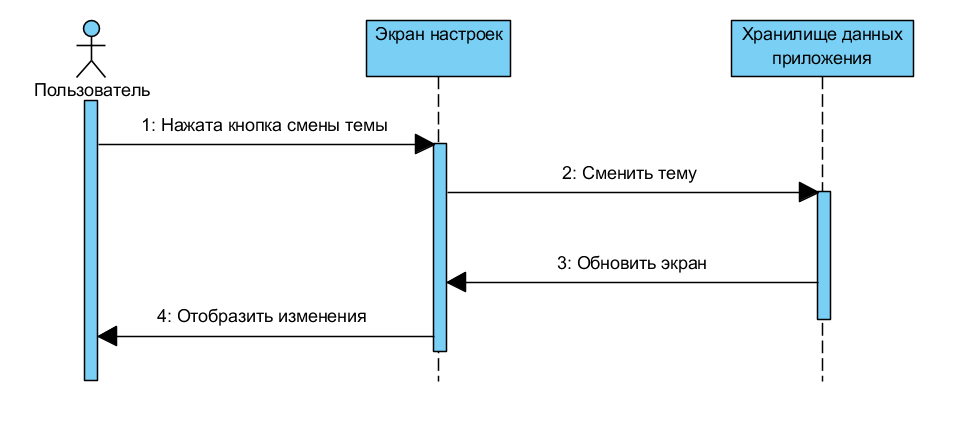 Экран настроек
Хранилище данных
приложения
Пользователь
1: Нажата кнопка смены темы
2: Сменить тему
3: Обновить экран
4: Отобразить изменения